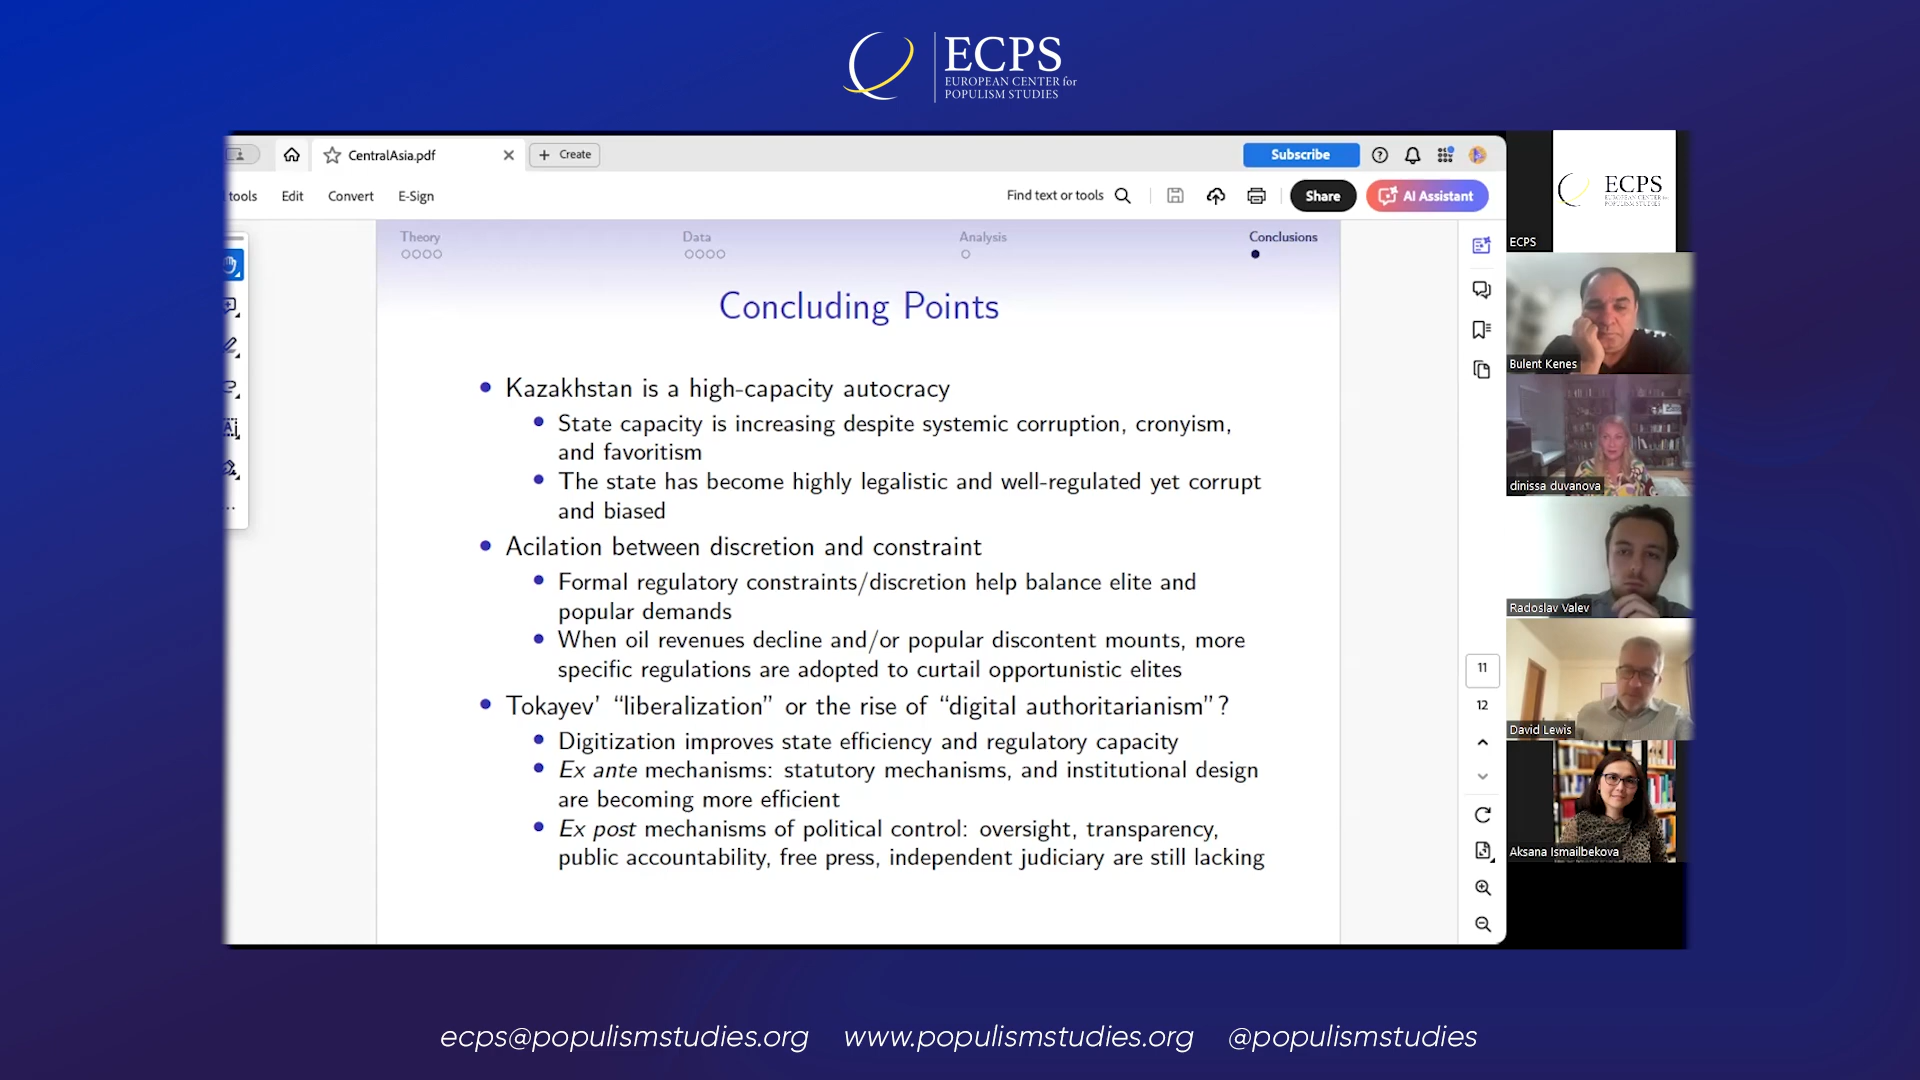 ECPS
EUROPEAN CENTER for
POPULISM STUDIES
CentralAsia.pdf
Create
Subscribe
tools
Edit
Convert
E-Sign
Find text or tools
Share
AI Assistant
Theory
Data
Analysis
Conclusions
Concluding Points
Kazakhstan is a high-capacity autocracy
State capacity is increasing despite systemic corruption, cronyism,
and favoritism
The state has become highly legalistic and well-regulated yet corrupt
and biased
Acilation between discretion and constraint
Formal regulatory constraints/discretion help balance elite and
popular demands
When oil revenues decline and/or popular discontent mounts, more
specific regulations are adopted to curtail opportunistic elites
Tokayev' “liberalization” or the rise of “digital authoritarianism”?
Digitization improves state efficiency and regulatory capacity
Ex ante mechanisms: statutory mechanisms, and institutional design
are becoming more efficient
Ex post mechanisms of political control: oversight, transparency,
public accountability, free press, independent judiciary are still lacking
11
12
ECPS
EUROPEAN CENTER for
POPULISM STUDIES
ECPS
Bulent Kenes
dinissa duvanova
Radoslav Valev
David Lewis
Aksana Ismailbekova
ecps@populismstudies.org
www.populismstudies.org
@populismstudies